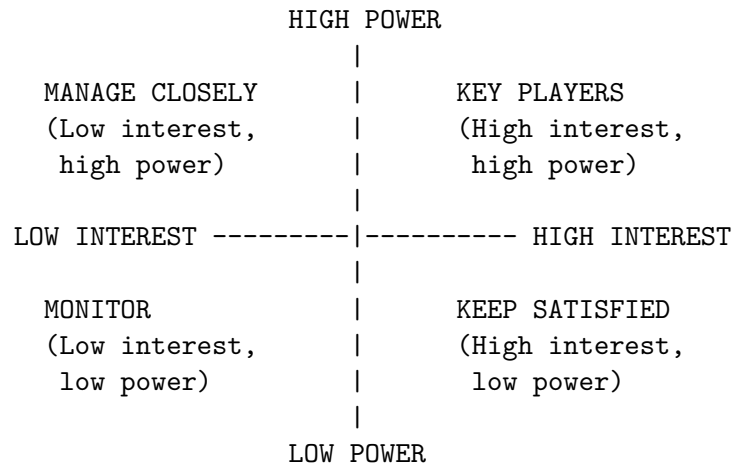 HIGH POWER
|
MANAGE CLOSELY | KEY PLAYERS
(Low interest, | (High interest,
high power) | high power)
|
LOW INTEREST ---------|---------- HIGH INTEREST
|
MONITOR | KEEP SATISFIED
(Low interest, | (High interest,
low power) | low power)
|
LOW POWER